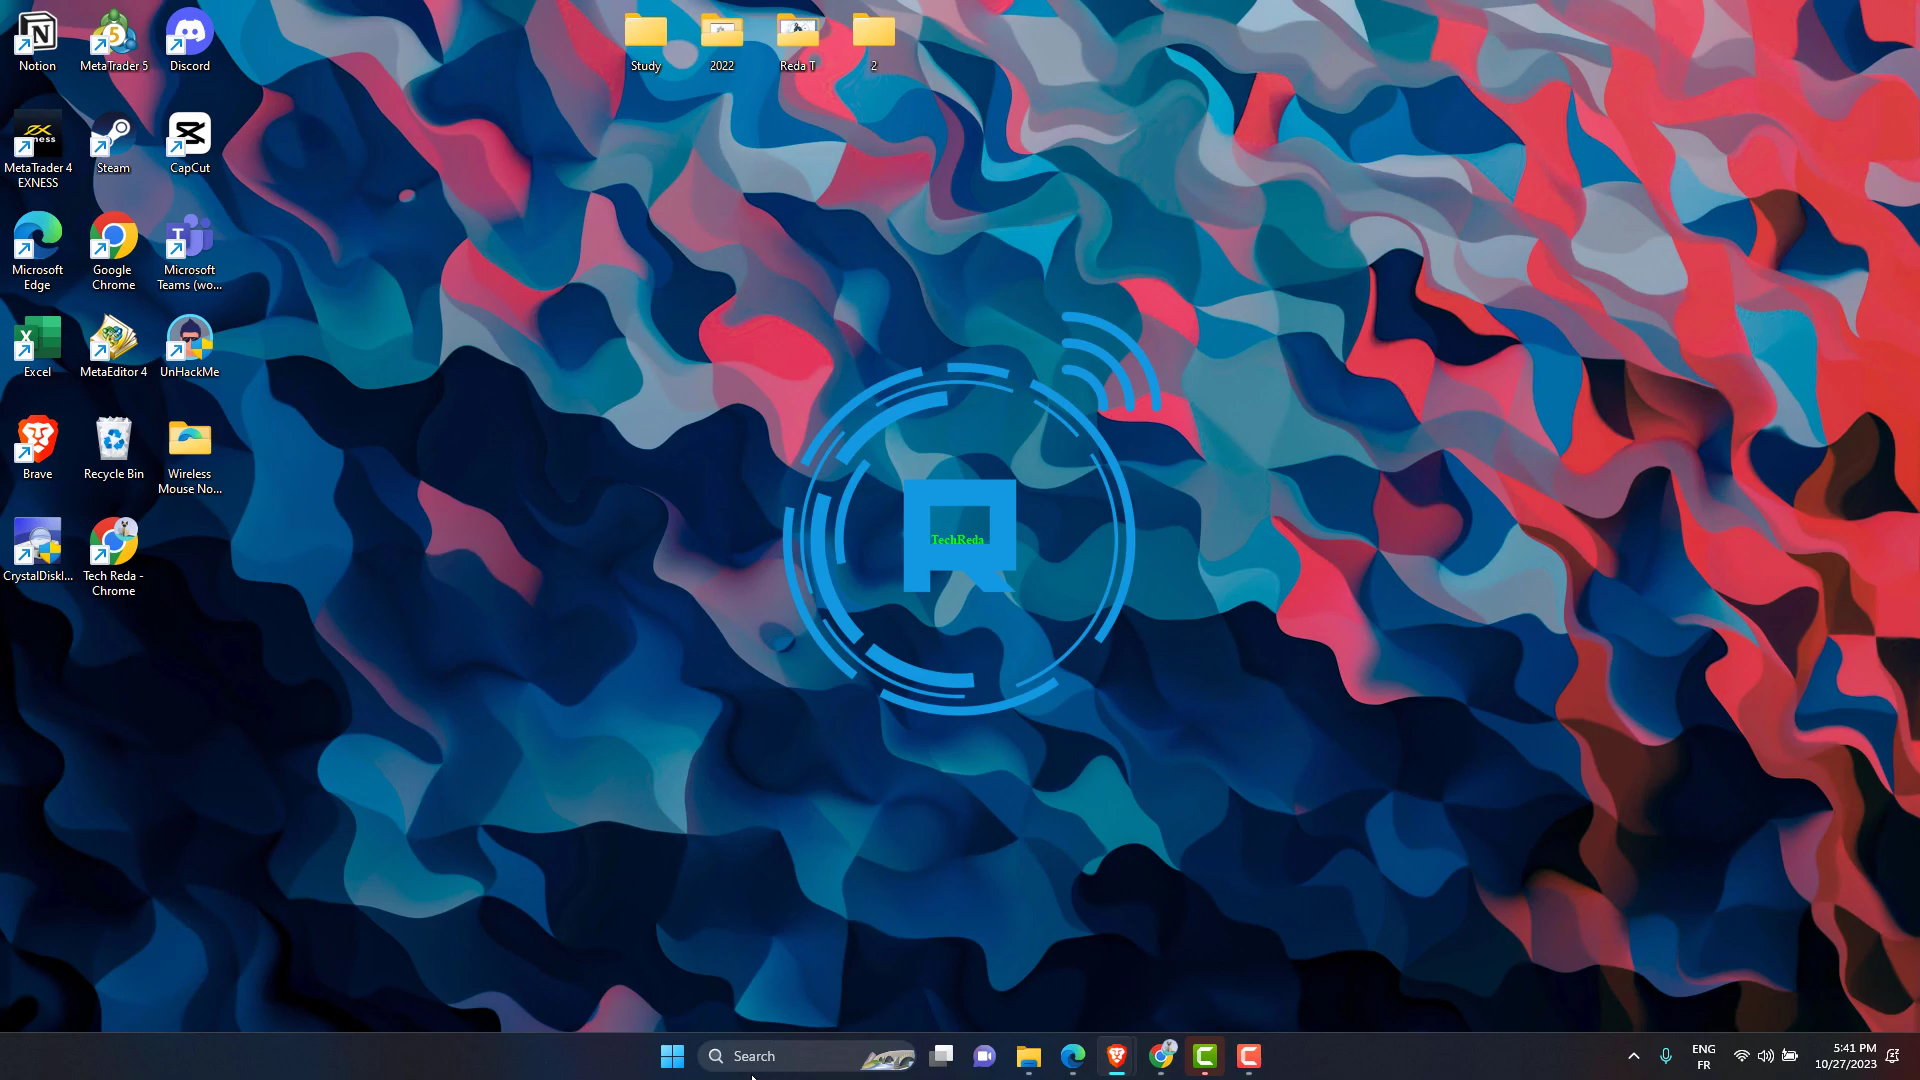 Notion
MetaTrader 5
Discord
Study
2022
Reda T
2
MetaTrader 4
EXNESS
Steam
CapCut
Microsoft
Edge
Google
Chrome
Microsoft
Teams (wo...
Excel
MetaEditor 4
UnHackMe
Brave
Recycle Bin
Wireless
Mouse No...
CrystalDiskI...
Tech Reda -
Chrome
TechReda
Search
ENG
FR
5:41 PM
10/27/2023